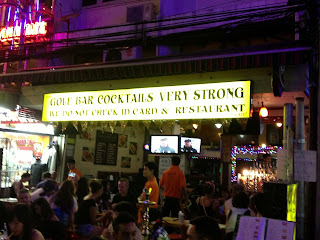 GOLF BAR COCKTAILS VERY STRONG
WE DO NOT CHECK ID CARD & RESTAURANT